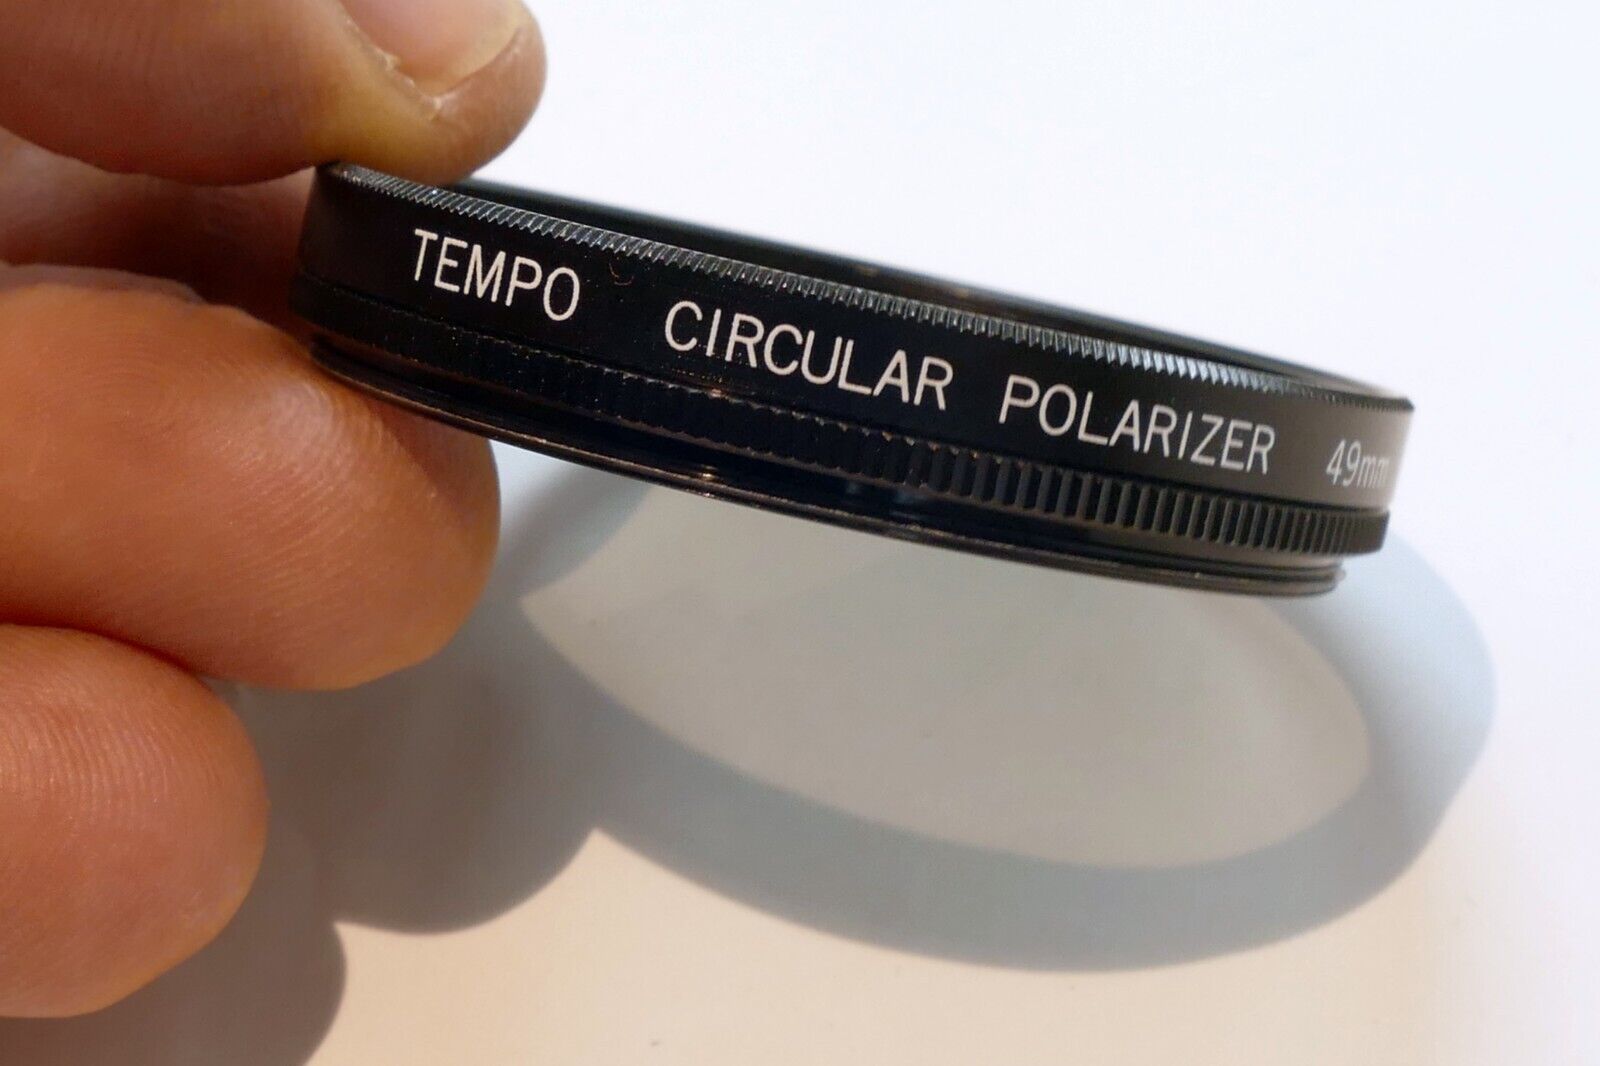 TEMPO CIRCULAR POLARIZER 49mm